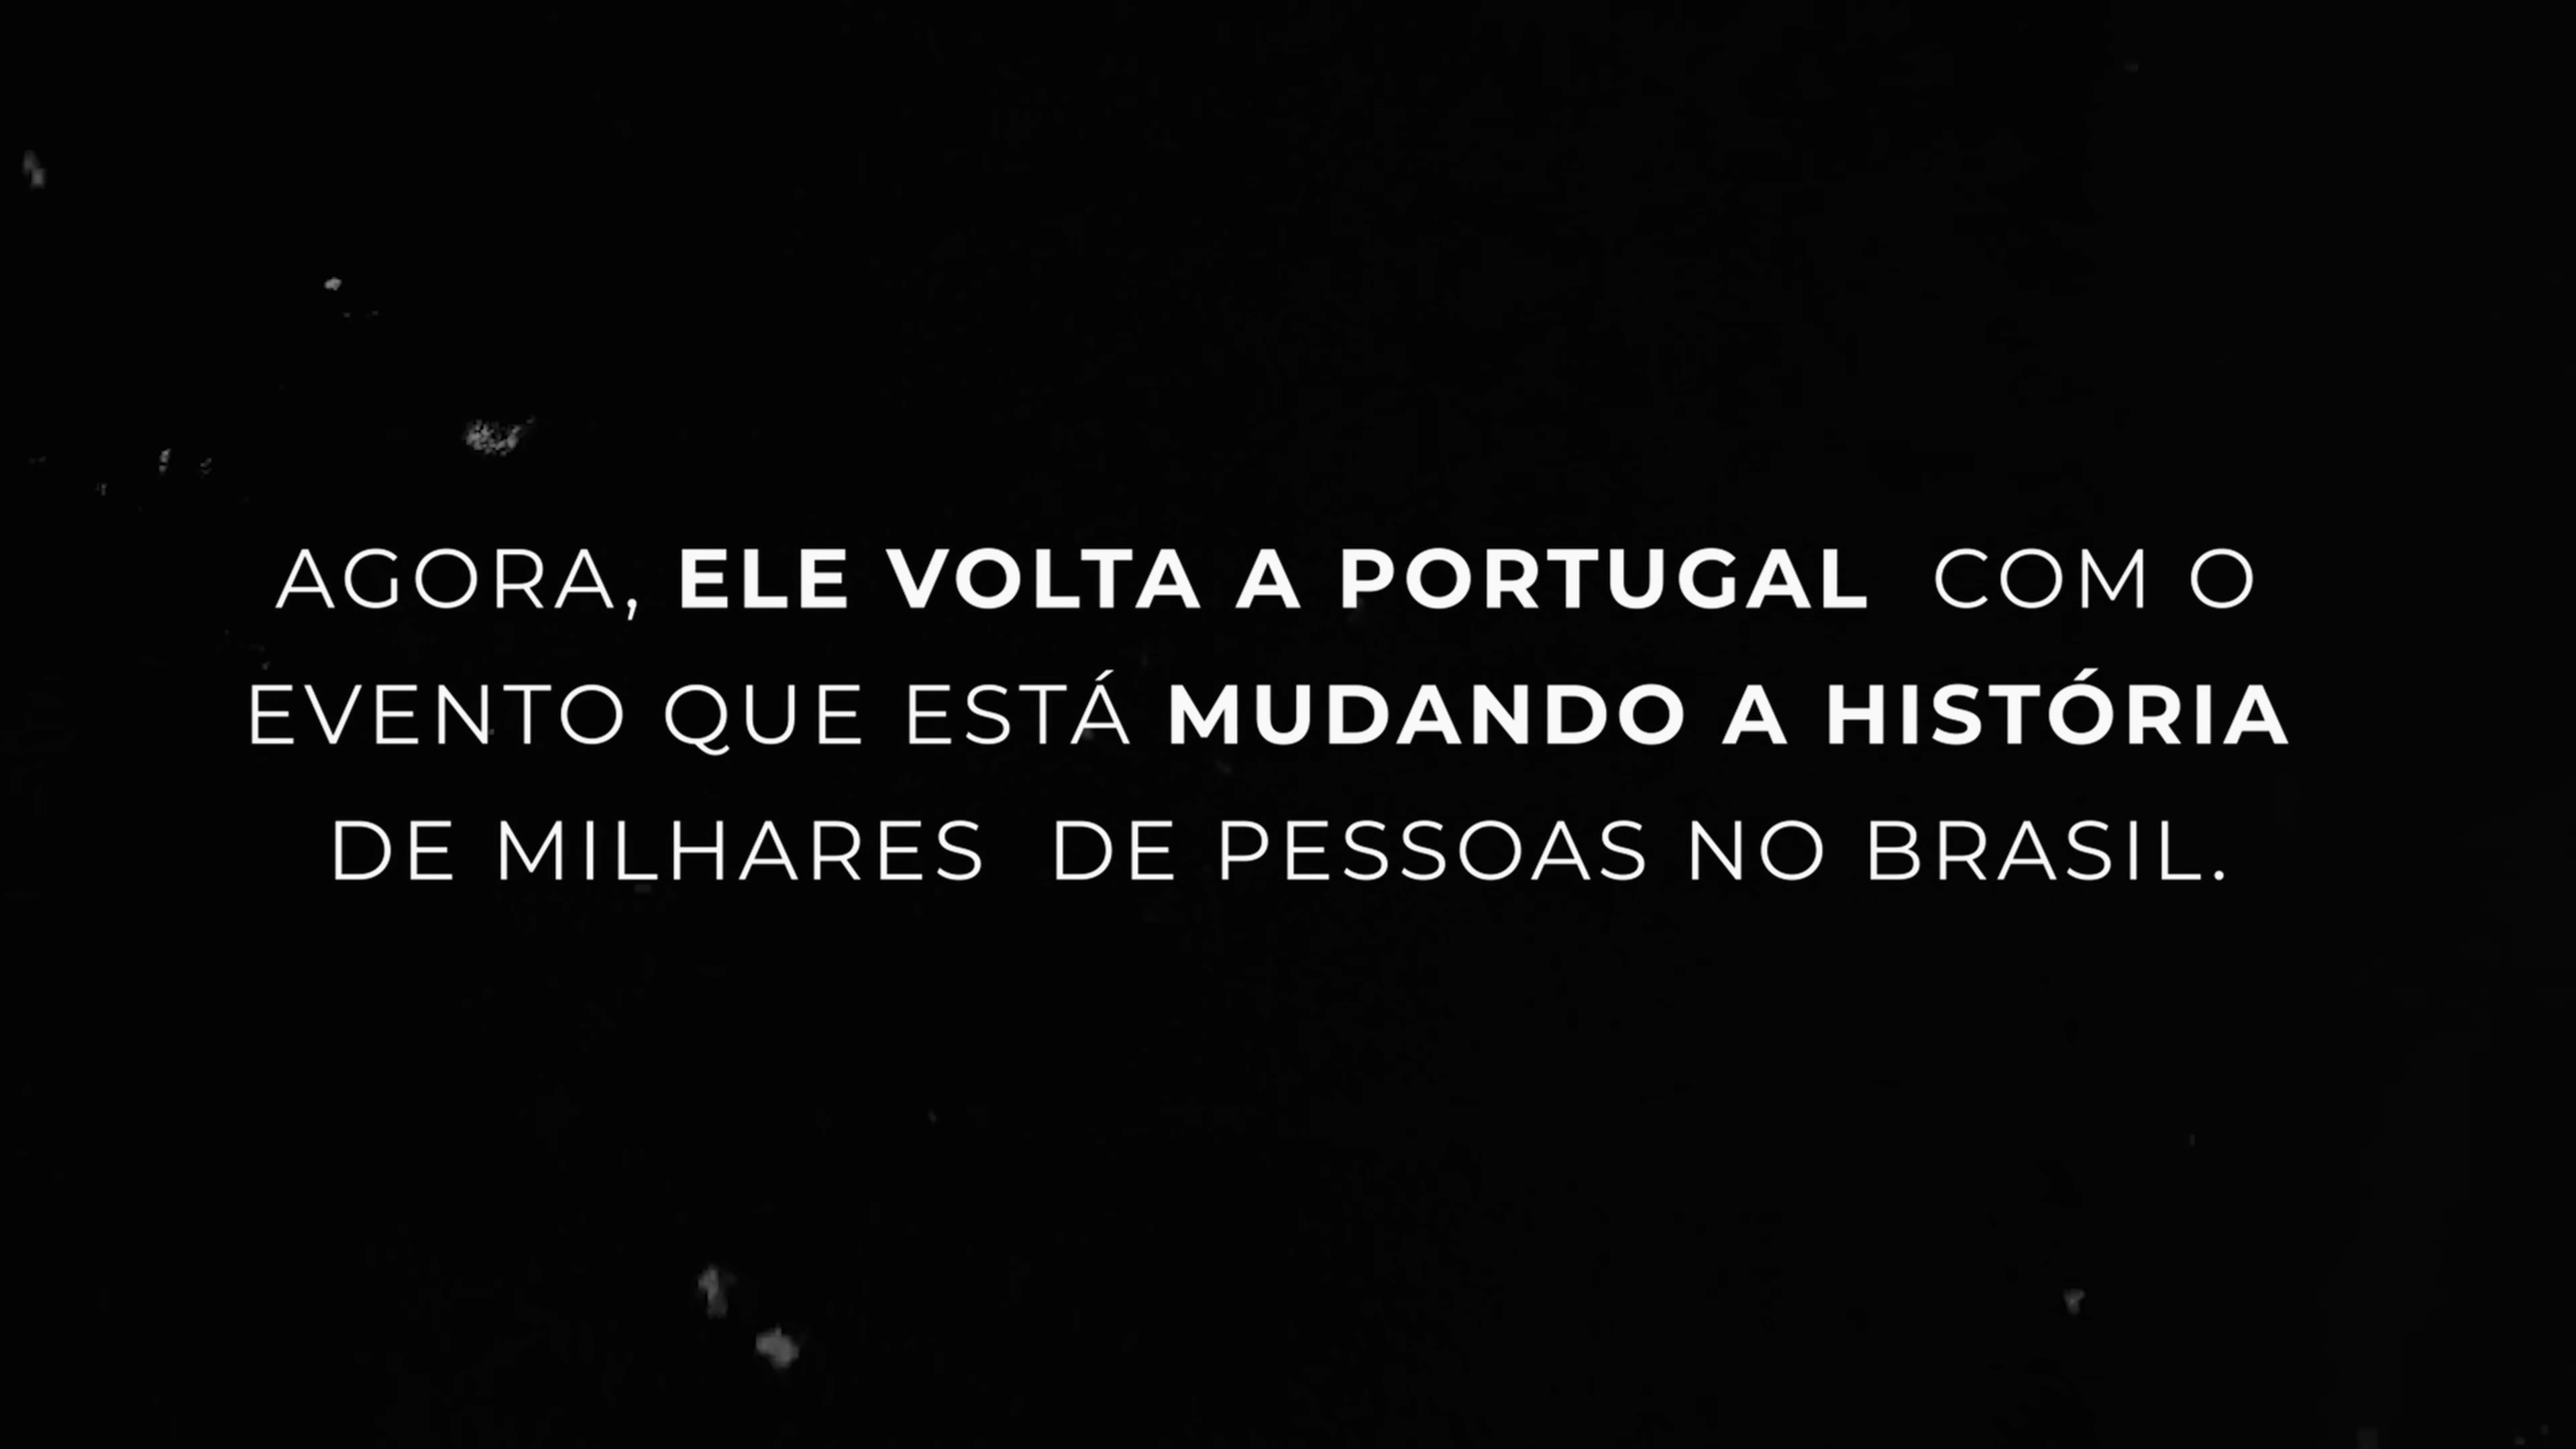 AGORA, ELE VOLTA A PORTUGAL COM O
EVENTO QUE ESTÁ MUDANDO A HISTÓRIA
DE MILHARES DE PESSOAS NO BRASIL.